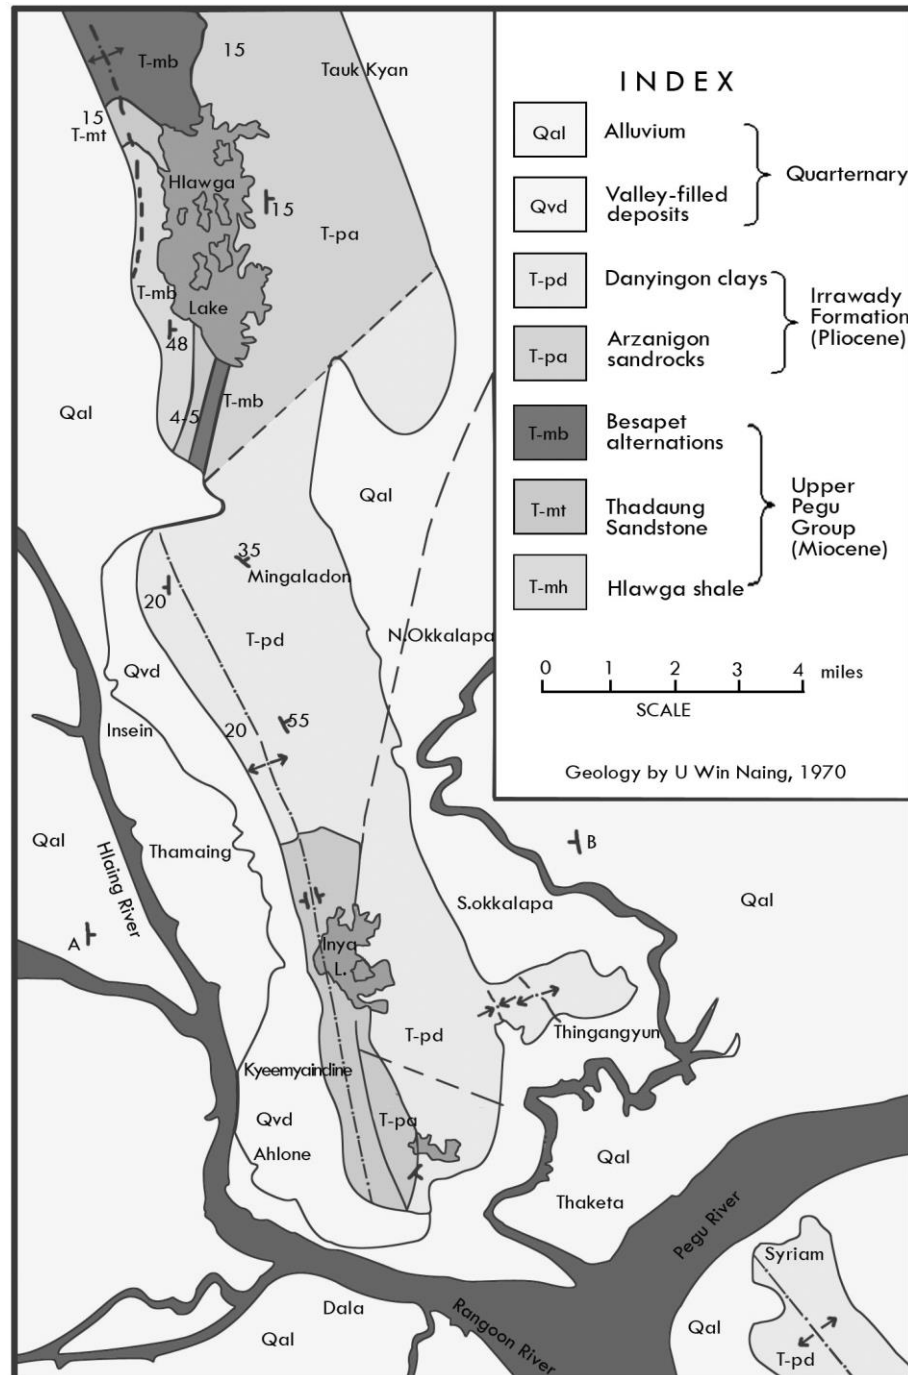 INDEX
Qal
Alluvium
Qvd
Valley-filled
deposits
Quarternary
T-pd
Danyingon clays
T-pa
Arzanigon
sandrocks
Irrawady
Formation
(Pliocene)
T-mb
Besapet
alternations
T-mt
Thadaung
Sandstone
T-mh
Hlawga shale
Upper
Pegu
Group
(Miocene)
0 1 2 3 4 miles
SCALE
Geology by U Win Naing, 1970
T-mb
15
Tauk Kyan
15
T-mt
Hlawga
15
T-pa
T-mb
Lake
48
T-mb
4-5
Qal
Qal
35
Mingaladon
20
T-pd
N.Okkalapa
Qvd
Insein
20
55
Qal
Thamaing
Hlaing River
B
S.okkalapa
Qal
A
Inya
L.
T-pd
Thingangyun
Kyeemyaindine
Qvd
T-pa
Ahlone
Qal
Thaketa
Pegu River
Syriam
Dala
Rangoon River
Qal
Qal
T-pd